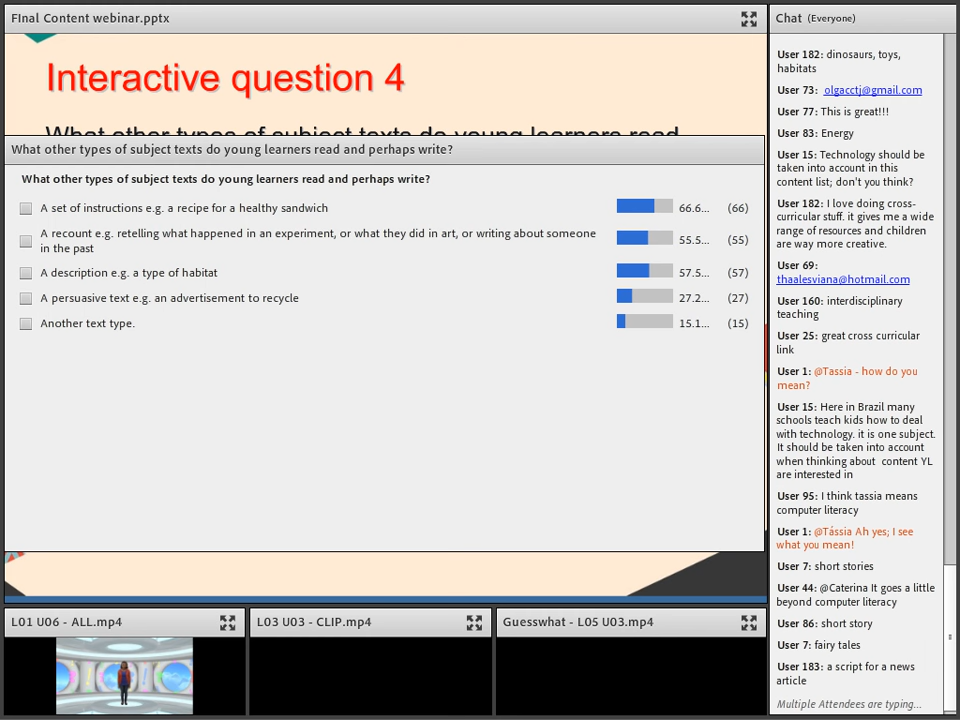 FInal Content webinar.pptx
Interactive question 4
What other types of subject texts do young learners read
What other types of subject texts do young learners read and perhaps write?
What other types of subject texts do young learners read and perhaps write?
A set of instructions e.g. a recipe for a healthy sandwich 66.6... (66)
A recount e.g. retelling what happened in an experiment, or what they did in art, or writing about someone
in the past 55.5... (55)
A description e.g. a type of habitat 57.5... (57)
A persuasive text e.g. an advertisement to recycle 27.2... (27)
Another text type. 15.1... (15)
L01 U06 - ALL.mp4
L03 U03 - CLIP.mp4
Guesswhat - L05 U03.mp4
Chat (Everyone)
User 182: dinosaurs, toys,
habitats
User 73: olgacctj@gmail.com
User 77: This is great!!!
User 83: Energy
User 15: Technology should be
taken into account in this
content list; don't you think?
User 182: I love doing cross-
curricular stuff. it gives me a wide
range of resources and children
are way more creative.
User 69:
thaalesviana@hotmail.com
User 160: interdisciplinary
teaching
User 25: great cross curricular
link
User 1: @Tassia - how do you
mean?
User 15: Here in Brazil many
schools teach kids how to deal
with technology. it is one subject.
It should be taken into account
when thinking about content YL
are interested in
User 95: I think tassia means
computer literacy
User 1: @Tássia Ah yes; I see
what you mean!
User 7: short stories
User 44: @Caterina It goes a little
beyond computer literacy
User 86: short story
User 7: fairy tales
User 183: a script for a news
article
Multiple Attendees are typing...